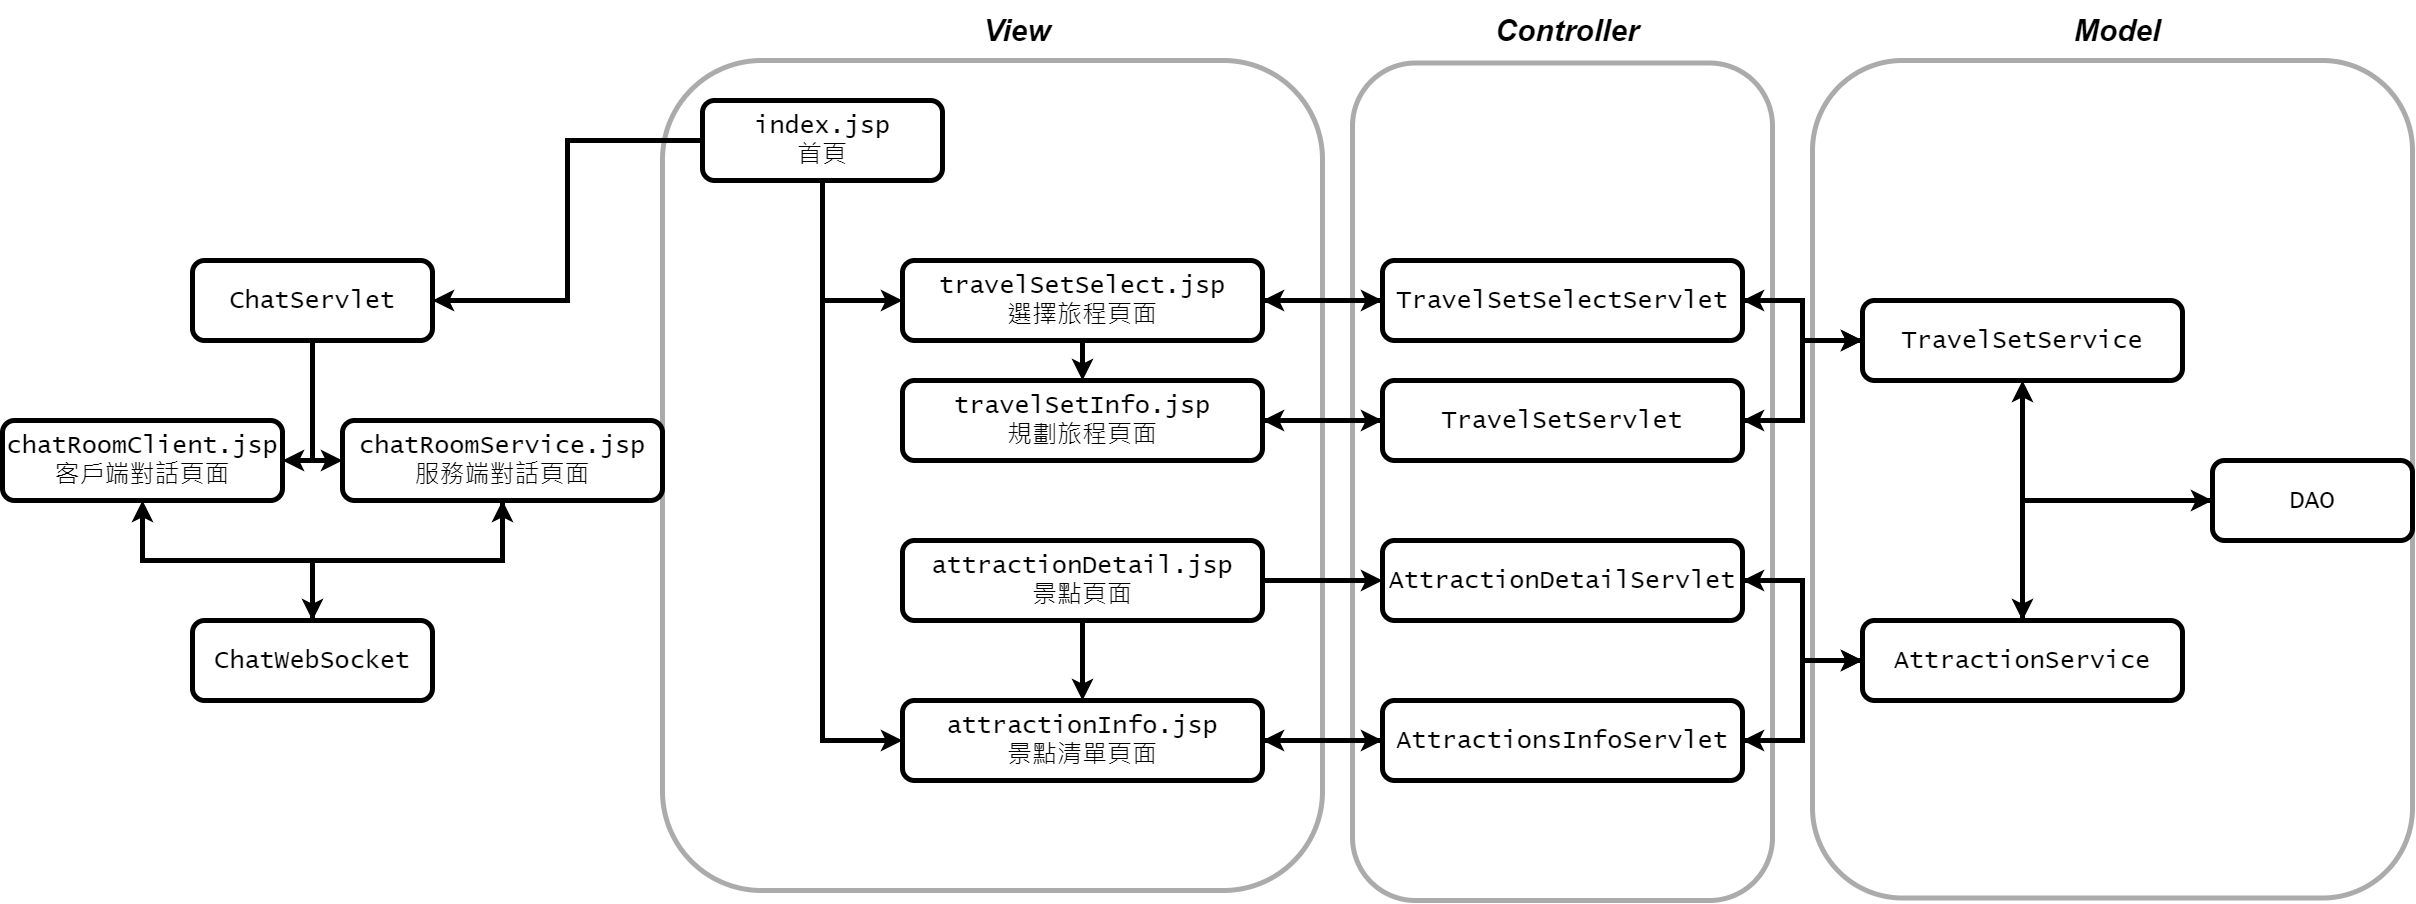 View
Controller
Model
index.jsp
首頁
ChatServlet
travelSetSelect.jsp
選擇旅程頁面
TravelSetSelectServlet
TravelSetService
chatRoomClient.jsp
客戶端對話頁面
chatRoomService.jsp
服務端對話頁面
travelSetInfo.jsp
規劃旅程頁面
TravelSetServlet
DAO
attractionDetail.jsp
景點頁面
AttractionDetailServlet
ChatWebSocket
AttractionService
attractionInfo.jsp
景點清單頁面
AttractionsInfoServlet